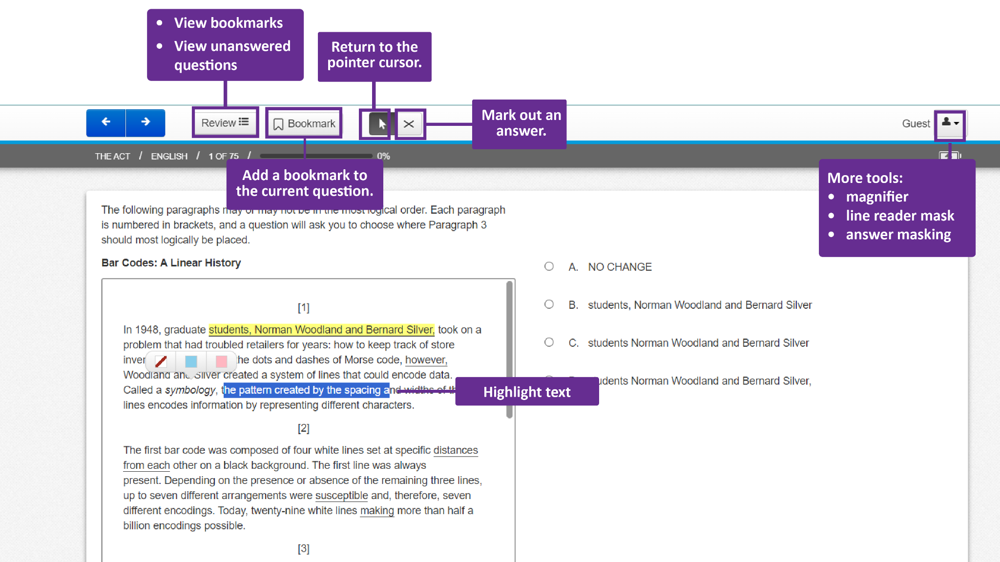 • View bookmarks
• View unanswered
questions
Return to the
pointer cursor.
Mark out an
answer.
Review
Bookmark
Guest
THE ACT / ENGLISH / 1 OF 75 / 0%
Add a bookmark to
the current question.
More tools:
• magnifier
• line reader mask
• answer masking
The following paragraphs may or may not be in the most logical order. Each paragraph
is numbered in brackets, and a question will ask you to choose where Paragraph 3
should most logically be placed.
Bar Codes: A Linear History
[1]
In 1948, graduate students, Norman Woodland and Bernard Silver, took on a
problem that had troubled retailers for years: how to keep track of store
the dots and dashes of Morse code, however,
Woodland and Silver created a system of lines that could encode data.
Called a symbology, the pattern created by the spacing and widths of
lines encodes information by representing different characters.
Highlight text
[2]
The first bar code was composed of four white lines set at specific distances
from each other on a black background. The first line was always
present. Depending on the presence or absence of the remaining three lines,
up to seven different arrangements were susceptible and, therefore, seven
different encodings. Today, twenty-nine white lines making more than half a
billion encodings possible.
[3]
A. NO CHANGE
B. students, Norman Woodland and Bernard Silver
C. students Norman Woodland and Bernard Silver
Norman Woodland and Bernard Silver,